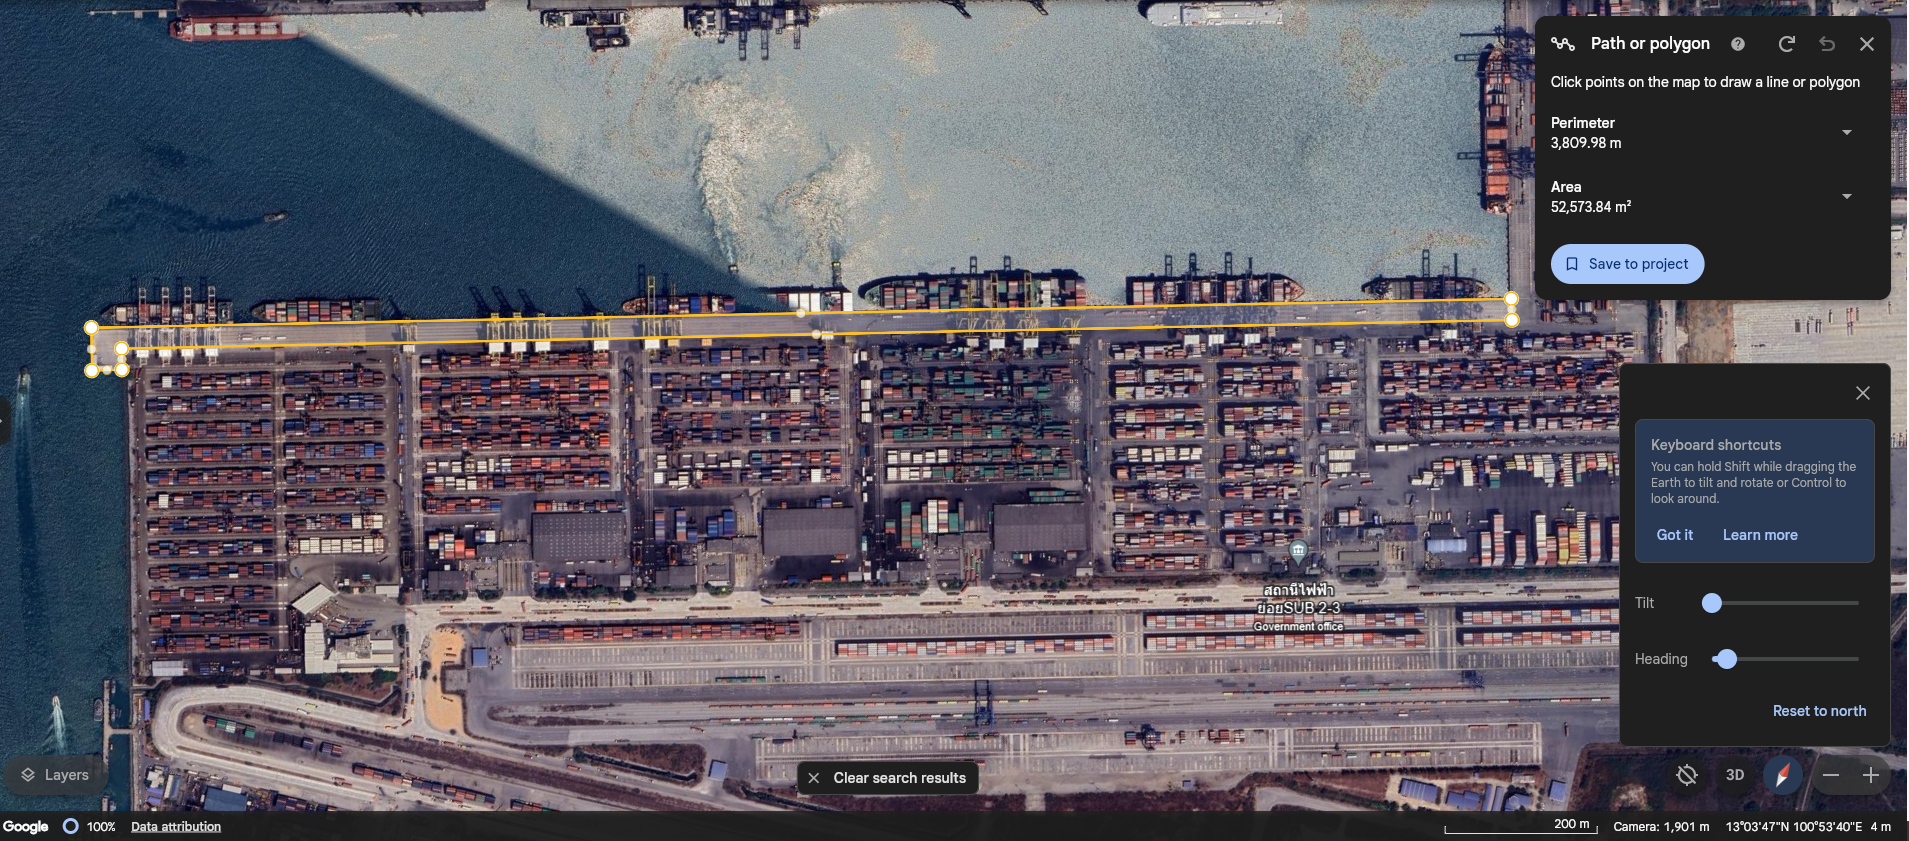 Path or polygon
Click points on the map to draw a line or polygon
Perimeter
3,809.98 m
Area
52,573.84 m²
Save to project
Keyboard shortcuts
You can hold Shift while dragging the
Earth to tilt and rotate or Control to
look around.
Got it
Learn more
สถานีไฟฟ้า
ย่อยSUB 2-3
Government office
Tilt
Heading
Reset to north
Layers
Clear search results
3D
Google
100%
Data attribution
200 m
Camera: 1,901 m
13°03'47"N 100°53'40"E
4 m